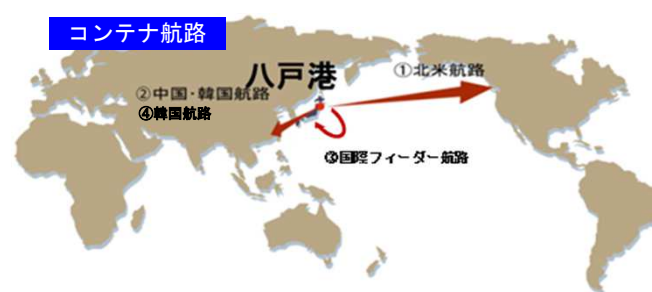 コンテナ航路
八戸港
①北米航路
②中国・韓国航路
④韓国航路
③国際フィーダー航路